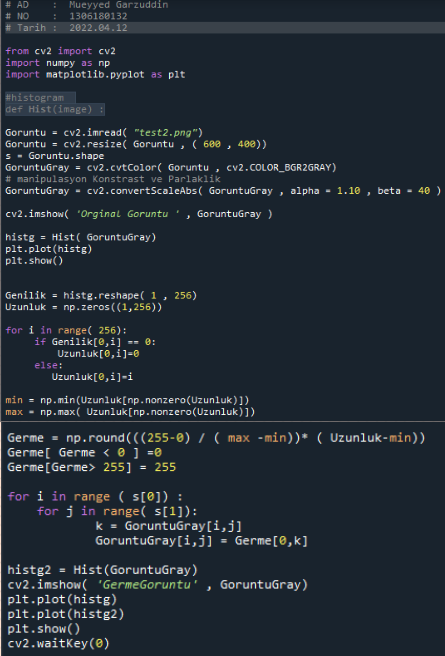 # AD    :  Mueyyed Garzuddin
# NO    :  1306180132
# Tarih :  2022.04.12
from cv2 import cv2
import numpy as np
import matplotlib.pyplot as plt
#histogram
def Hist(image) :
Goruntu = cv2.imread( "test2.png")
Goruntu = cv2.resize( Goruntu , ( 600 , 400))
s = Goruntu.shape
GoruntuGray = cv2.cvtColor( Goruntu , cv2.COLOR_BGR2GRAY)
# manipulasyon Konstrast ve Parlaklik
GoruntuGray = cv2.convertScaleAbs( GoruntuGray , alpha = 1.10 , beta = 40 )
cv2.imshow( 'Orginal Goruntu ' , GoruntuGray )
histg = Hist( GoruntuGray)
plt.plot(histg)
plt.show()
Genilik = histg.reshape( 1 , 256)
Uzunluk = np.zeros((1,256))
for i in range( 256):
    if Genilik[0,i] == 0:
        Uzunluk[0,i]=0
    else:
       Uzunluk[0,i]=i
min = np.min(Uzunluk[np.nonzero(Uzunluk)])
max = np.max( Uzunluk[np.nonzero(Uzunluk)])
Germe = np.round(((255-0) / ( max -min))* ( Uzunluk-min))
Germe[ Germe < 0 ] =0
Germe[Germe> 255] = 255
for i in range ( s[0]) :
    for j in range( s[1]):
            k = GoruntuGray[i,j]
            GoruntuGray[i,j] = Germe[0,k]
histg2 = Hist(GoruntuGray)
cv2.imshow( 'GermeGoruntu' , GoruntuGray)
plt.plot(histg)
plt.plot(histg2)
plt.show()
cv2.waitKey(0)